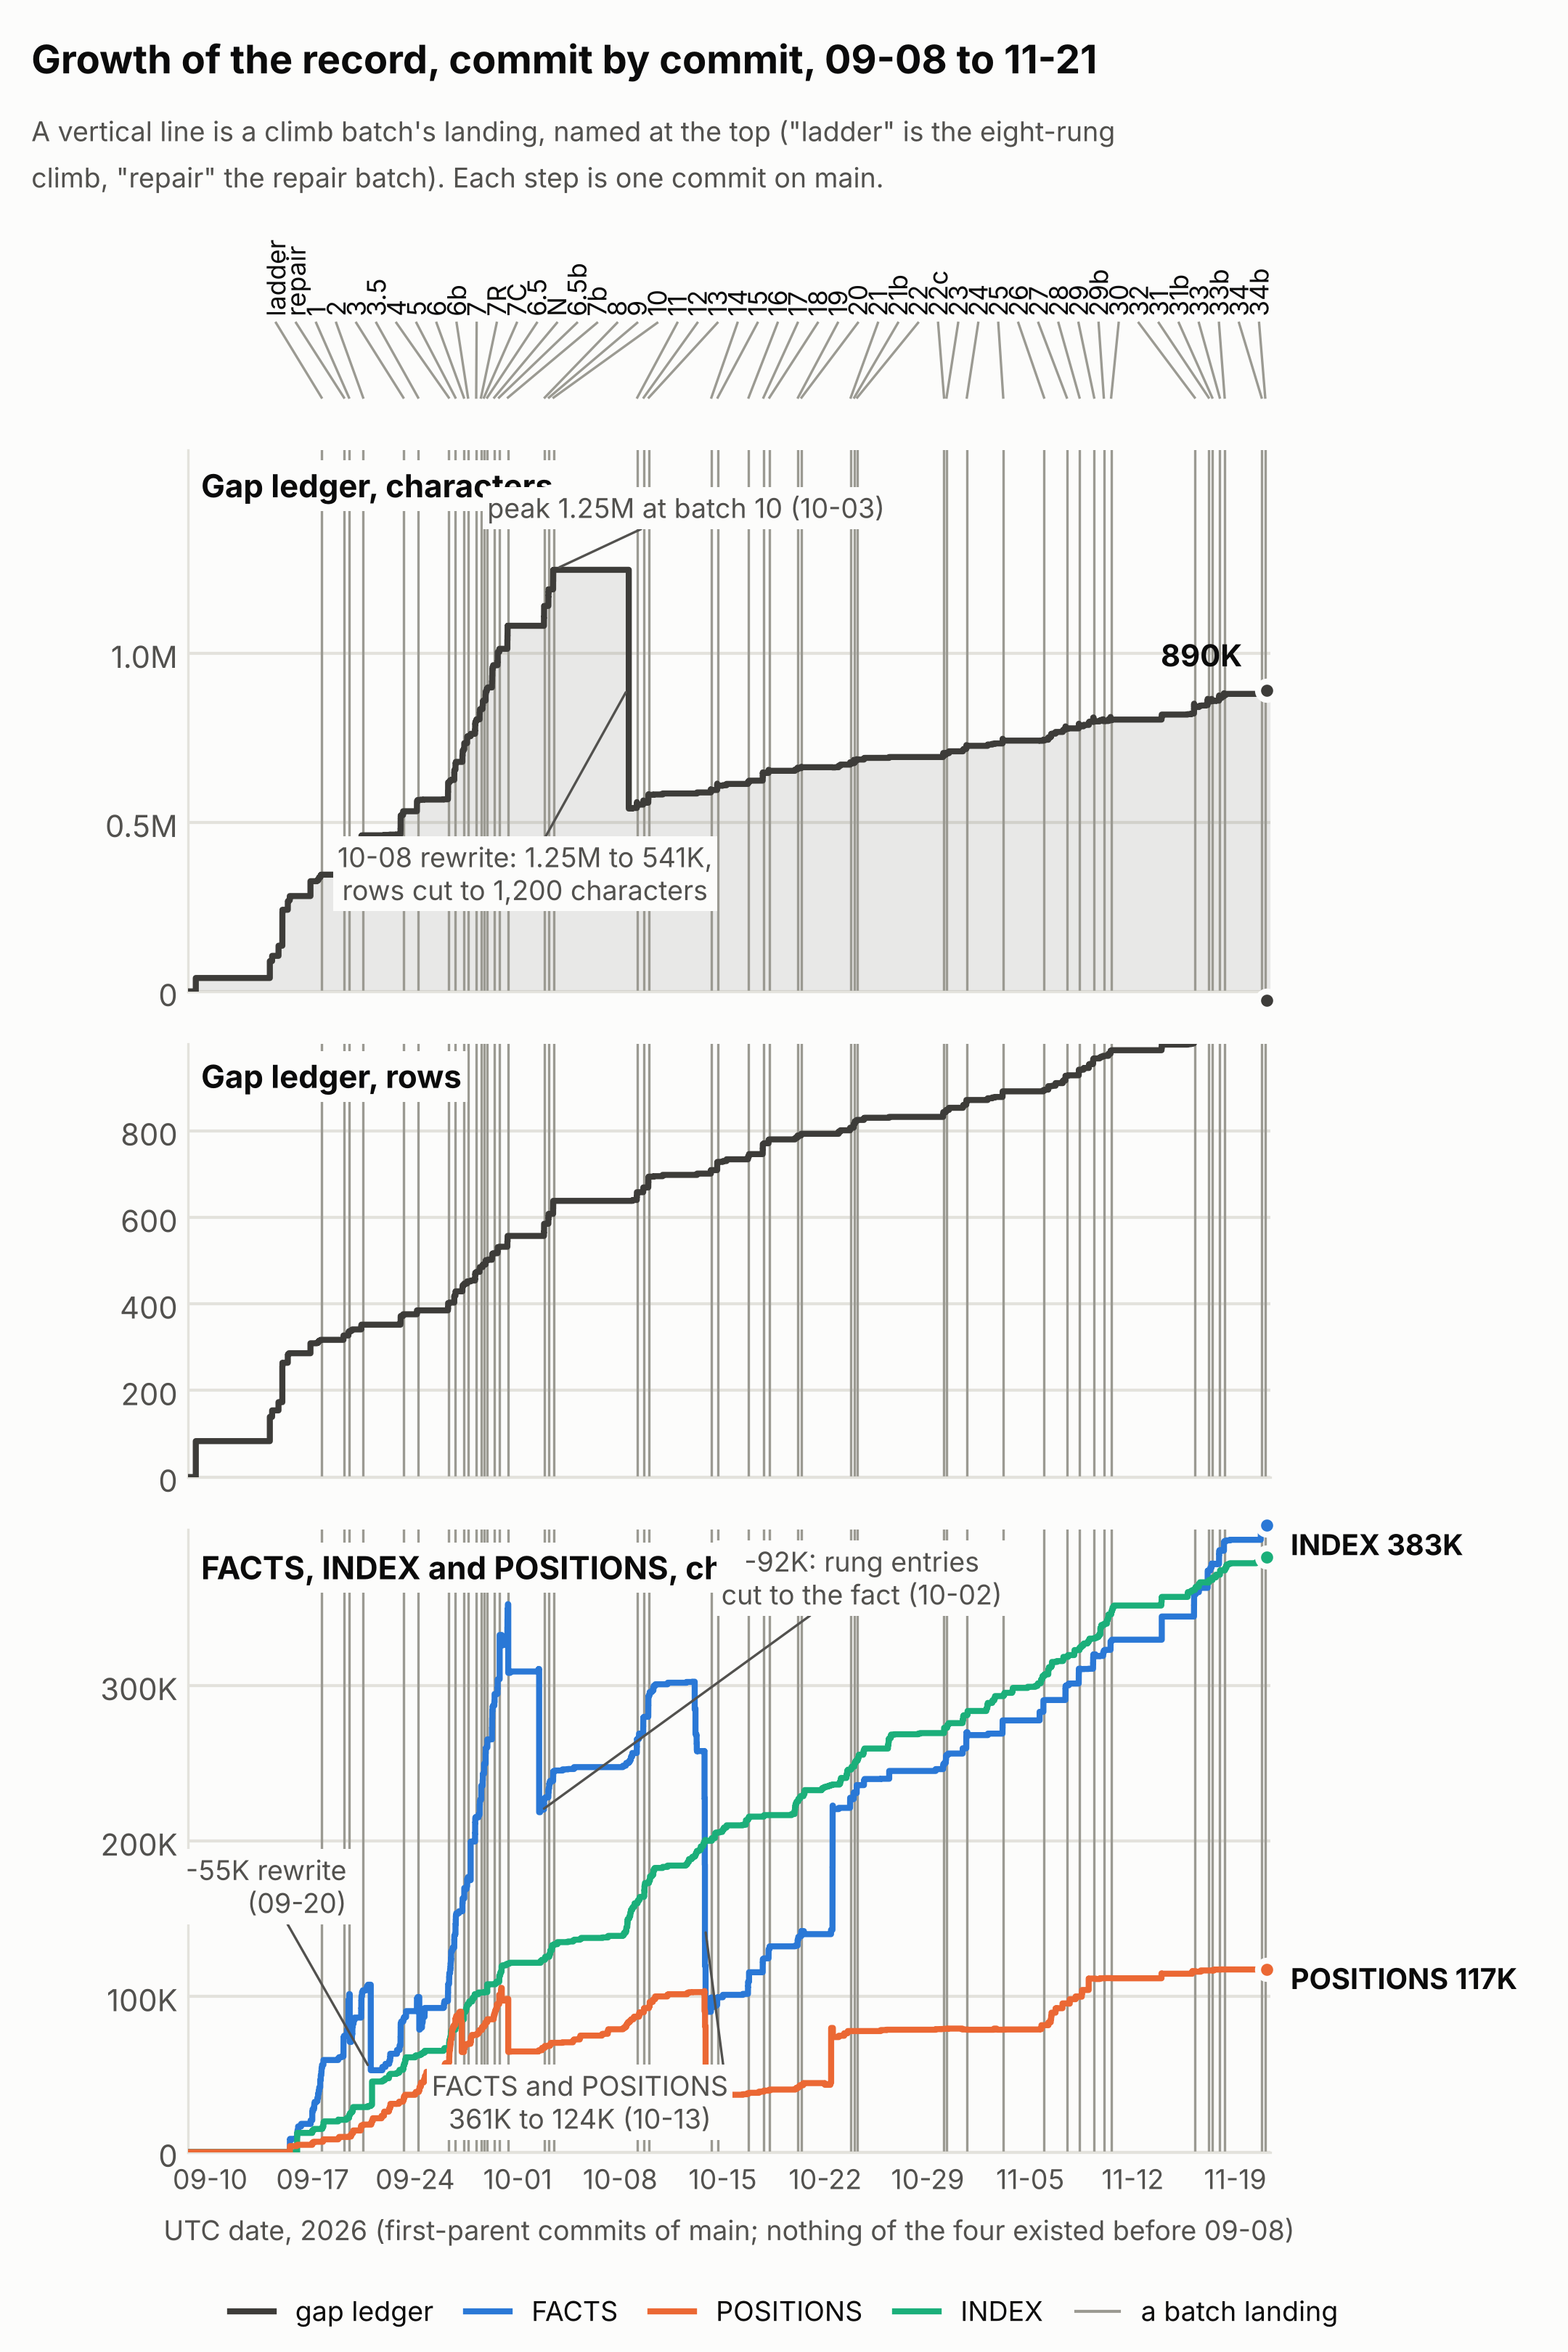 Growth of the record, commit by commit, 09-08 to 11-21
A vertical line is a climb batch's landing, named at the top ("ladder" is the eight-rung
climb, "repair" the repair batch). Each step is one commit on main.
ladder
repair
1
2
3
3.5
4
5
6
6b
7
7R
7C
6.5
N
6.5b
7b
8
9
10
11
12
13
14
15
16
17
18
19
20
21
21b
22
22c
23
24
25
26
27
28
29
29b
30
32
31
31b
33
33b
34
34b
Gap ledger, characters
peak 1.25M at batch 10 (10-03)
1.0M
890K
0.5M
10-08 rewrite: 1.25M to 541K,
rows cut to 1,200 characters
0
Gap ledger, rows
800
600
400
200
0
INDEX 383K
FACTS, INDEX and POSITIONS, ch
-92K: rung entries
cut to the fact (10-02)
300K
200K
-55K rewrite
(09-20)
100K
POSITIONS 117K
FACTS and POSITIONS
361K to 124K (10-13)
0
09-10 09-17 09-24 10-01 10-08 10-15 10-22 10-29 11-05 11-12 11-19
UTC date, 2026 (first-parent commits of main; nothing of the four existed before 09-08)
gap ledger FACTS POSITIONS INDEX a batch landing